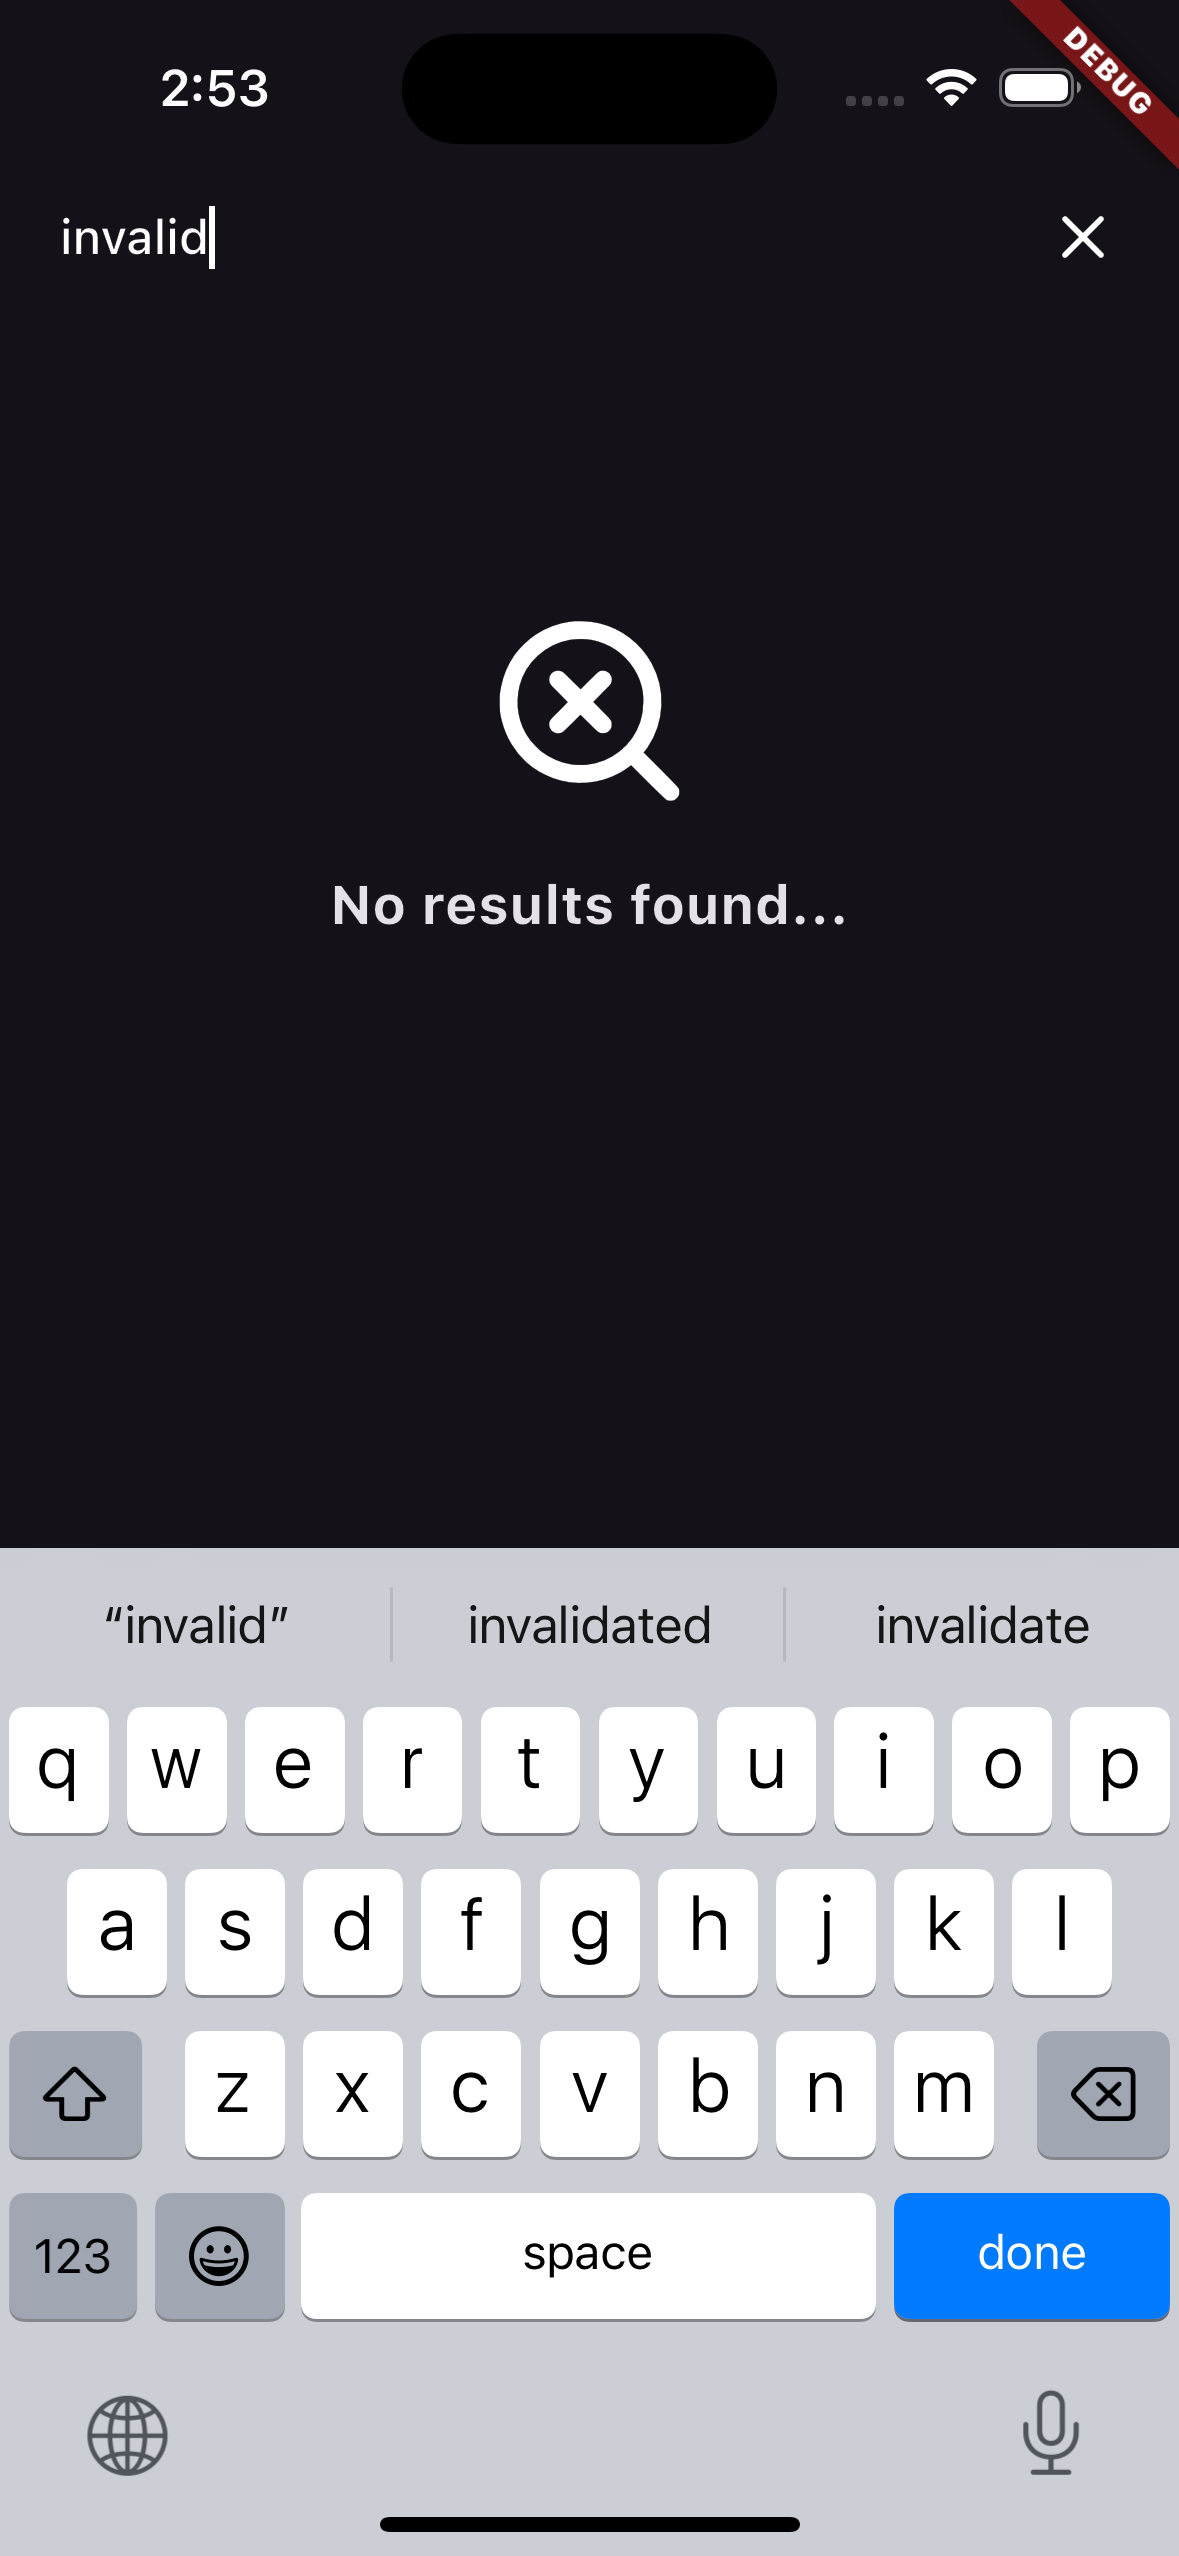 2:53
DEBUG
invalid
No results found...
“invalid” invalidated invalidate
q w e r t y u i o p
a s d f g h j k l
z x c v b n m
123 space done